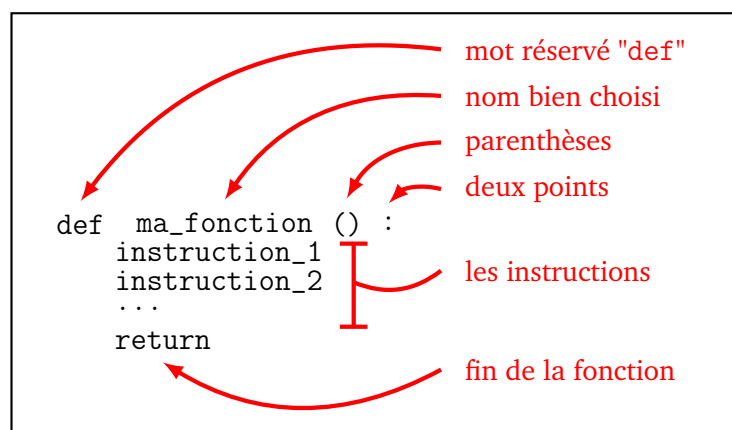 mot réservé "def"
nom bien choisi
parenthèses
deux points
def ma_fonction () :
instruction_1
instruction_2
les instructions
...
return
fin de la fonction